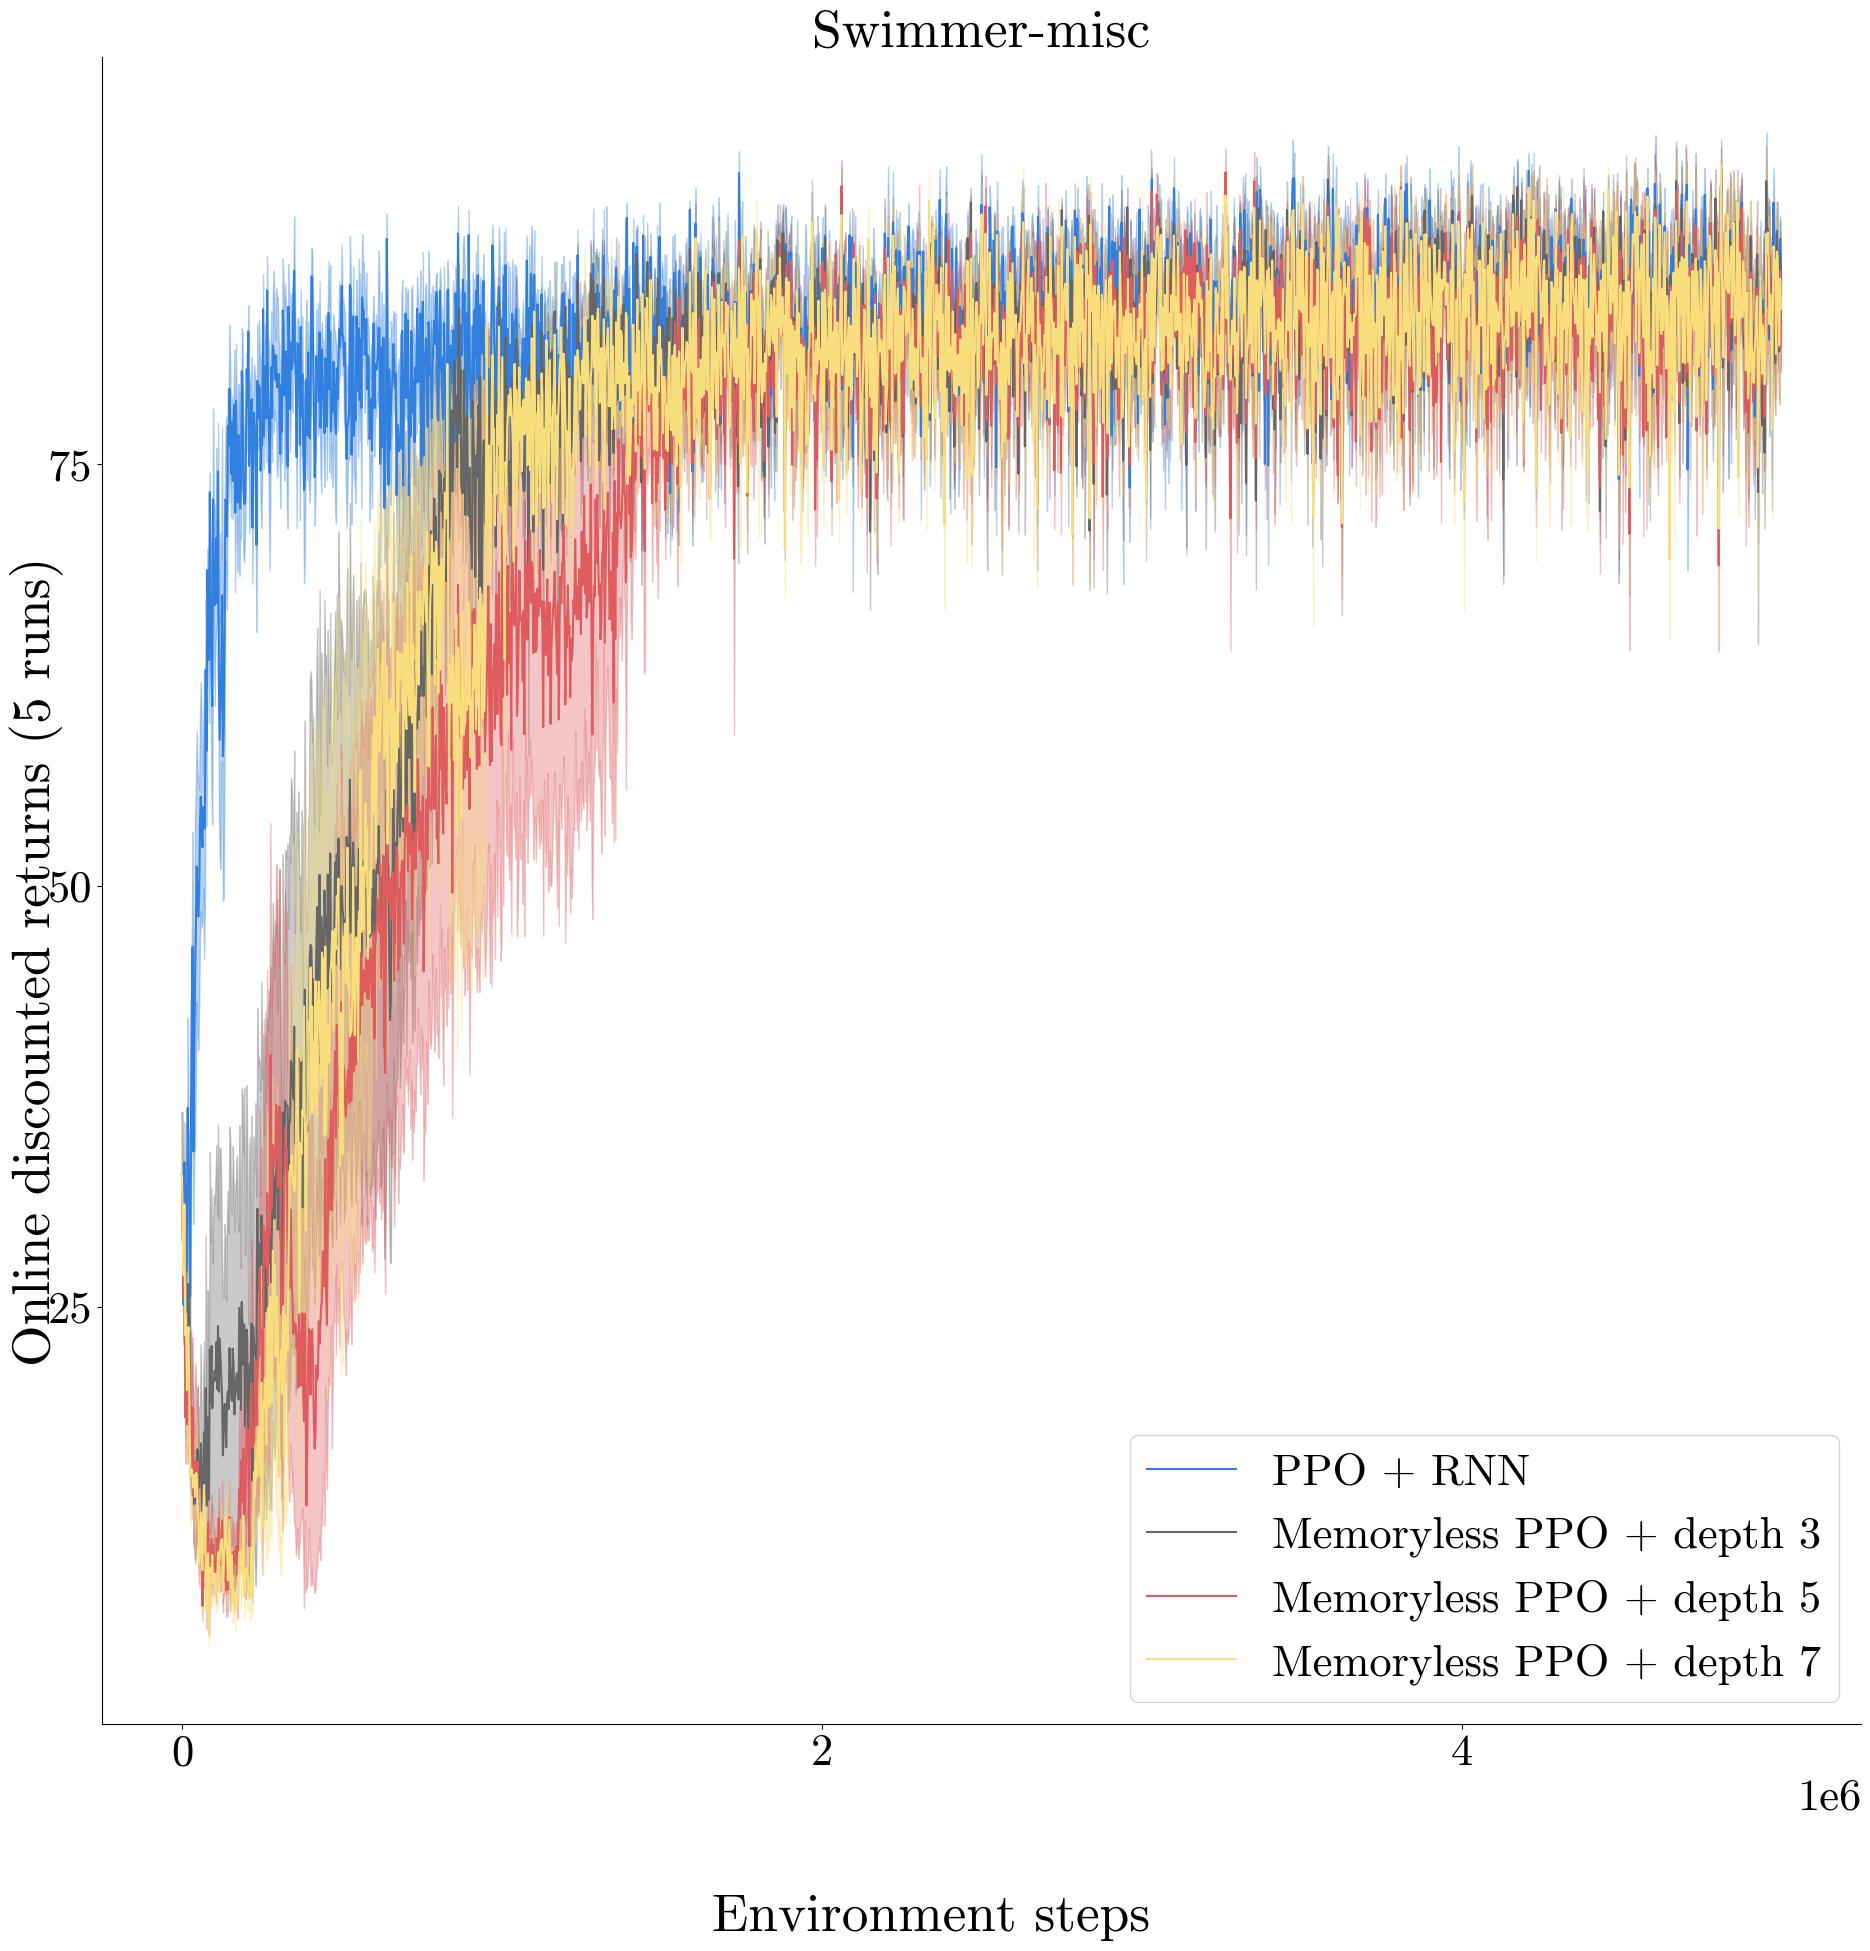 Swimmer-misc
Online discounted returns (5 runs)
75
50
25
PPO + RNN
Memoryless PPO + depth 3
Memoryless PPO + depth 5
Memoryless PPO + depth 7
0 2 4
1e6
Environment steps